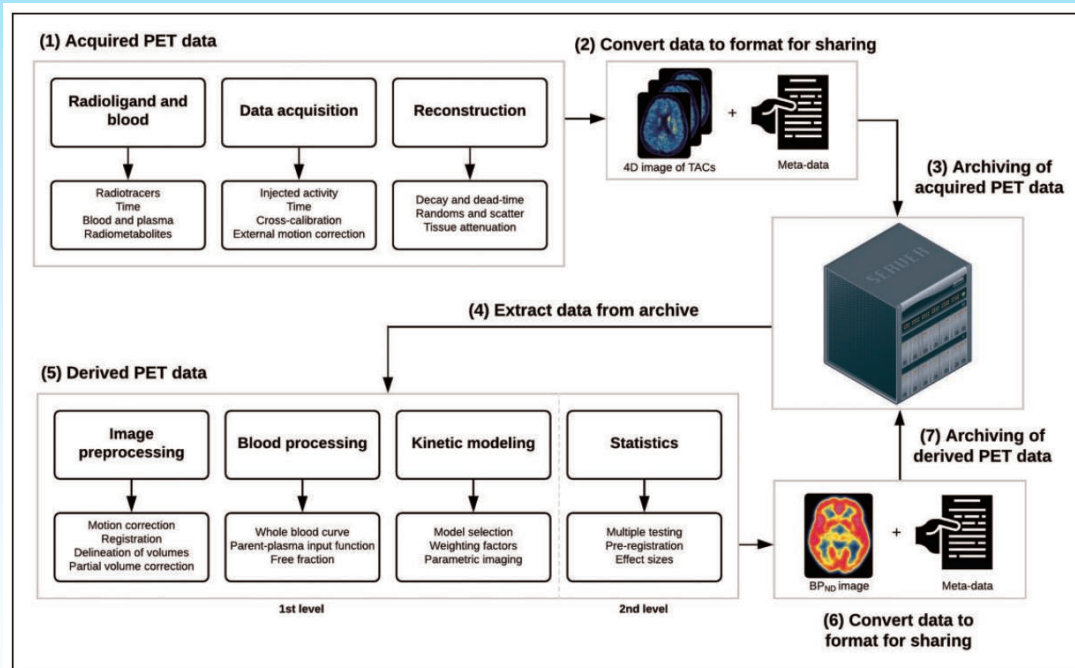 (1) Acquired PET data
Radioligand and
blood
Radiotracers
Time
Blood and plasma
Radiometabolites
Data acquisition
Injected activity
Time
Cross-calibration
External motion correction
Reconstruction
Decay and dead-time
Randoms and scatter
Tissue attenuation
(2) Convert data to format for sharing
4D image of TACs
+
Meta-data
(3) Archiving of
acquired PET data
SERVER
(4) Extract data from archive
(5) Derived PET data
Image
preprocessing
Motion correction
Registration
Delineation of volumes
Partial volume correction
Blood processing
Whole blood curve
Parent-plasma input function
Free fraction
Kinetic modeling
Model selection
Weighting factors
Parametric imaging
Statistics
Multiple testing
Pre-registration
Effect sizes
1st level
2nd level
BPND image
+
Meta-data
(6) Convert data to
format for sharing
(7) Archiving of
derived PET data